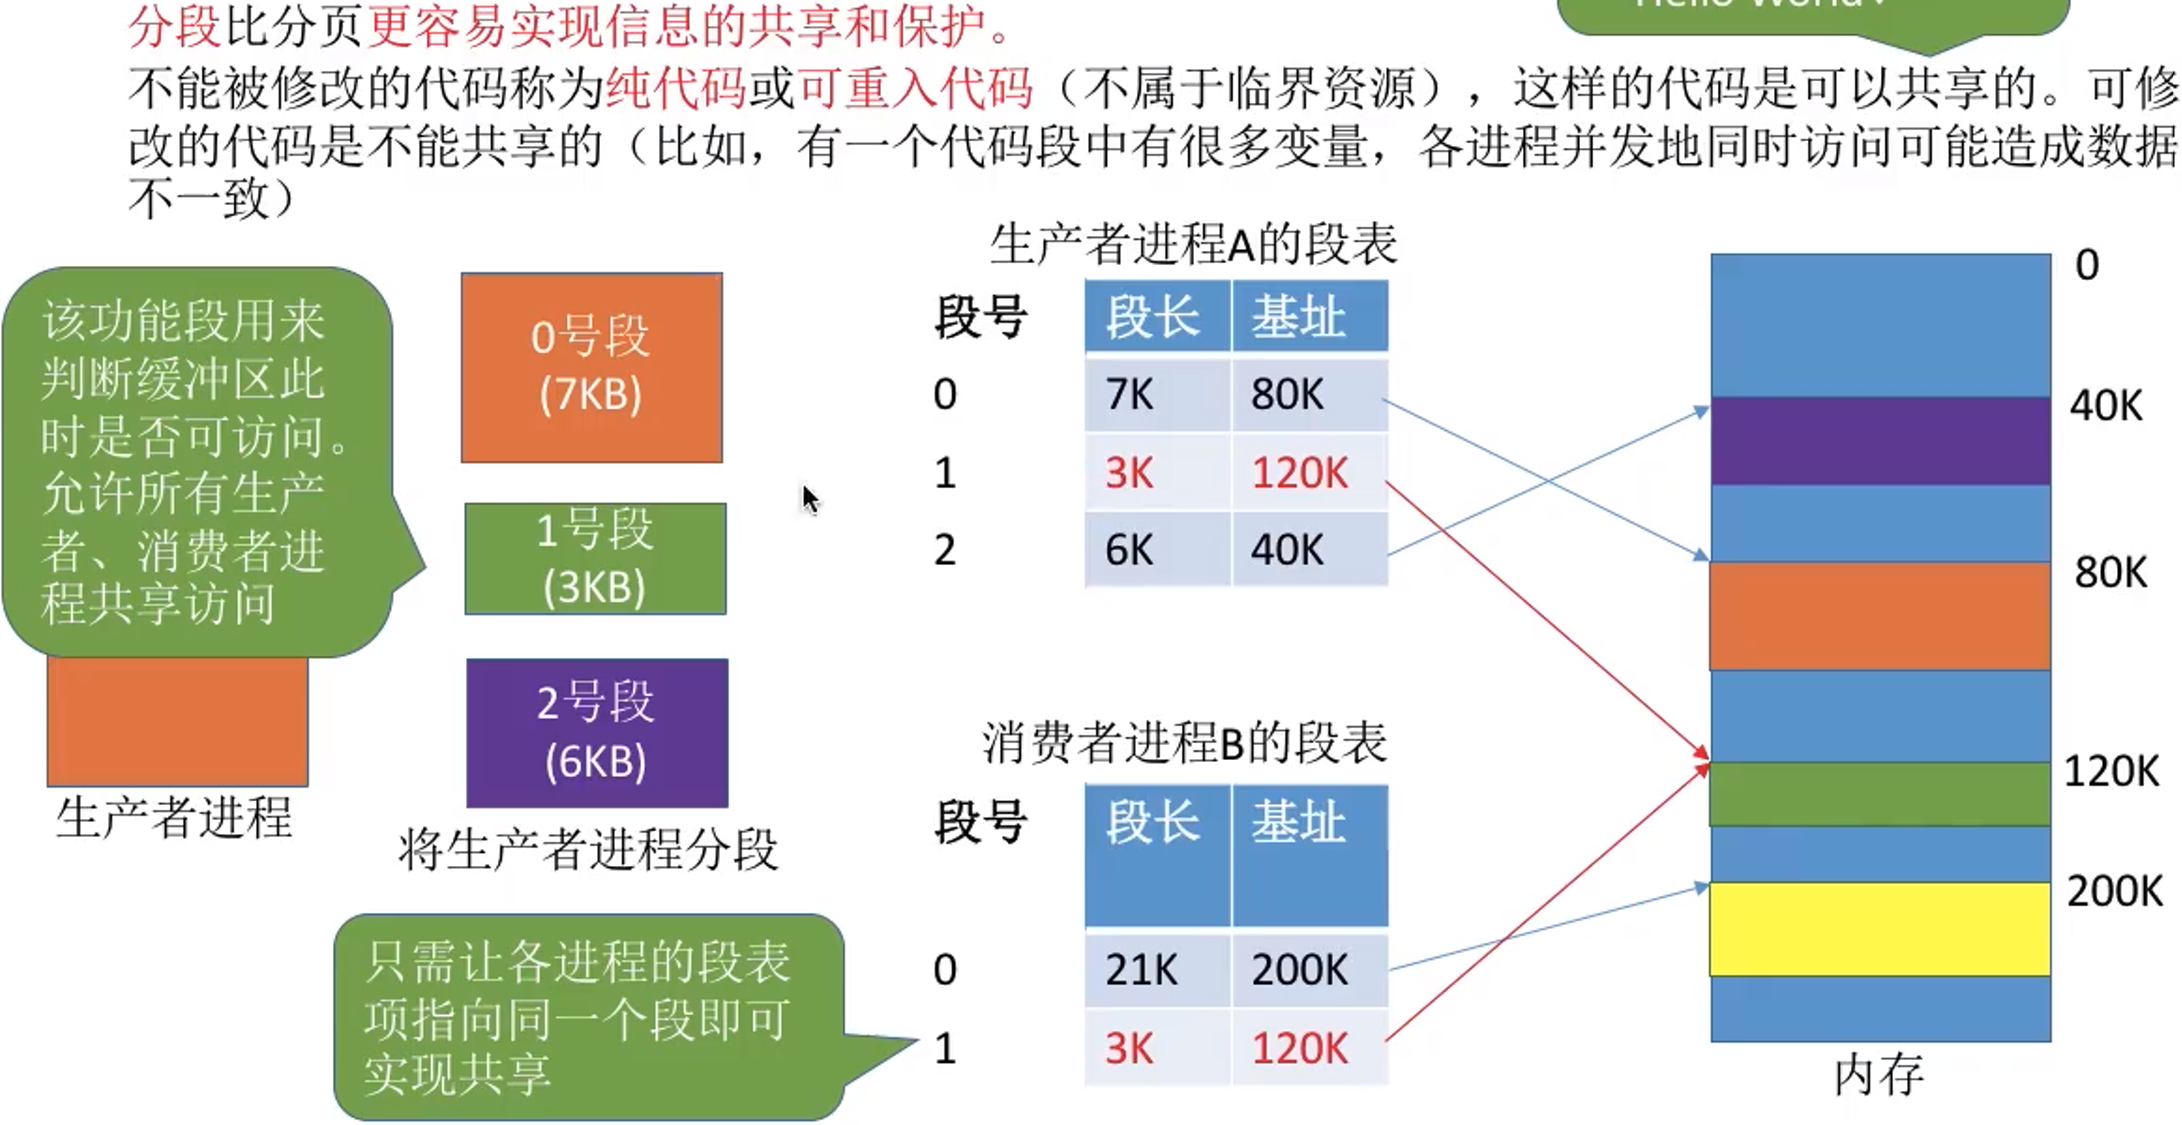 Hello World
分段比分页更容易实现信息的共享和保护。
不能被修改的代码称为纯代码或可重入代码（不属于临界资源），这样的代码是可以共享的。可修
改的代码是不能共享的（比如，有一个代码段中有很多变量，各进程并发地同时访问可能造成数据
不一致）
该功能段用来
判断缓冲区此
时是否可访问。
允许所有生产
者、消费者进
程共享访问
生产者进程
0号段
(7KB)
1号段
(3KB)
2号段
(6KB)
将生产者进程分段
生产者进程A的段表
段号 段长 基址
0 7K 80K
1 3K 120K
2 6K 40K
消费者进程B的段表
段号 段长 基址
0 21K 200K
1 3K 120K
只需让各进程的段表
项指向同一个段即可
实现共享
0
40K
80K
120K
200K
内存